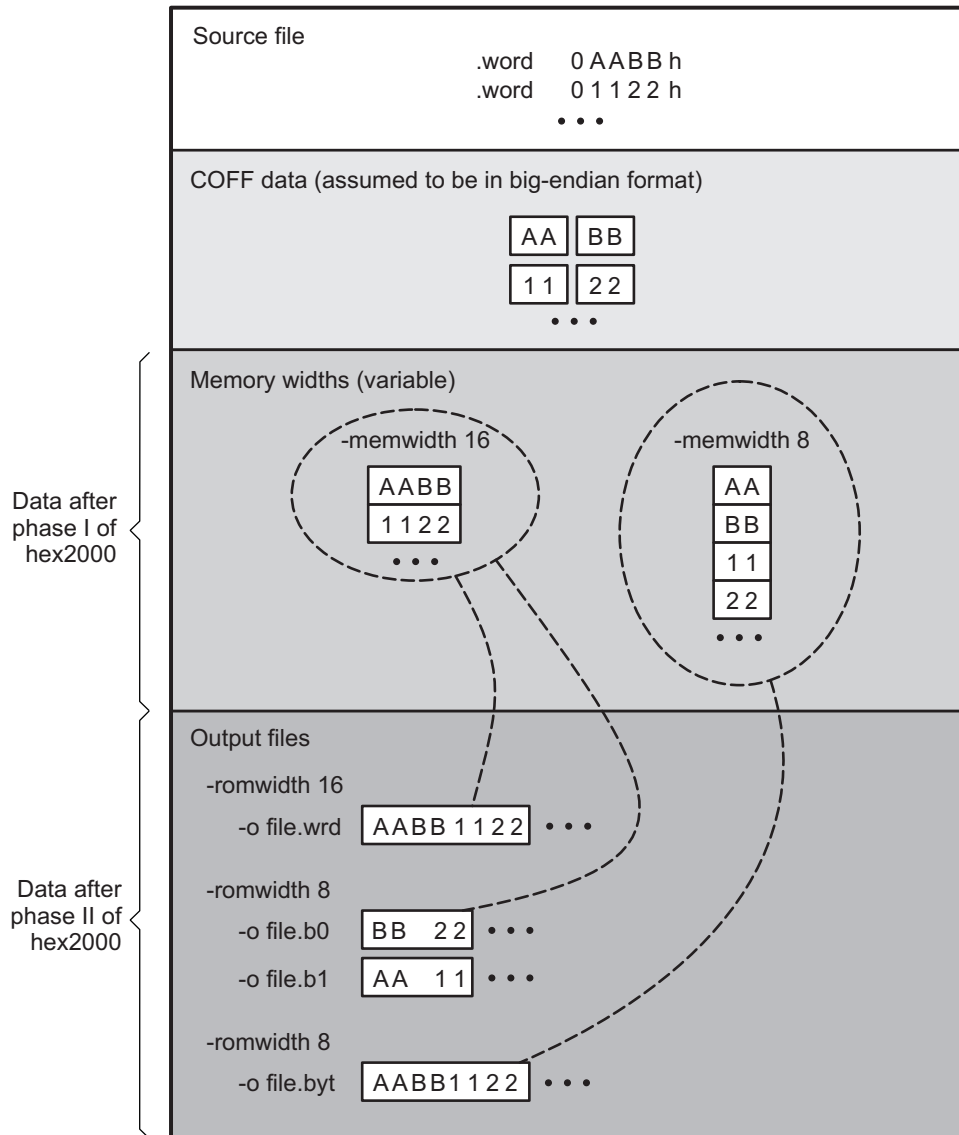 Source file
.word 0AABBh
.word 01122h
• • •
COFF data (assumed to be in big-endian format)
AA BB
11 22
• • •
Data after
phase I of
hex2000
Memory widths (variable)
-memwidth 16
AABB
1122
• • •
-memwidth 8
AA
BB
11
22
• • •
Data after
phase II of
hex2000
Output files
-romwidth 16
-o file.wrd AABB1122 • • •
-romwidth 8
-o file.b0 BB 22 • • •
-o file.b1 AA 11 • • •
-romwidth 8
-o file.byt AABB1122 • • •